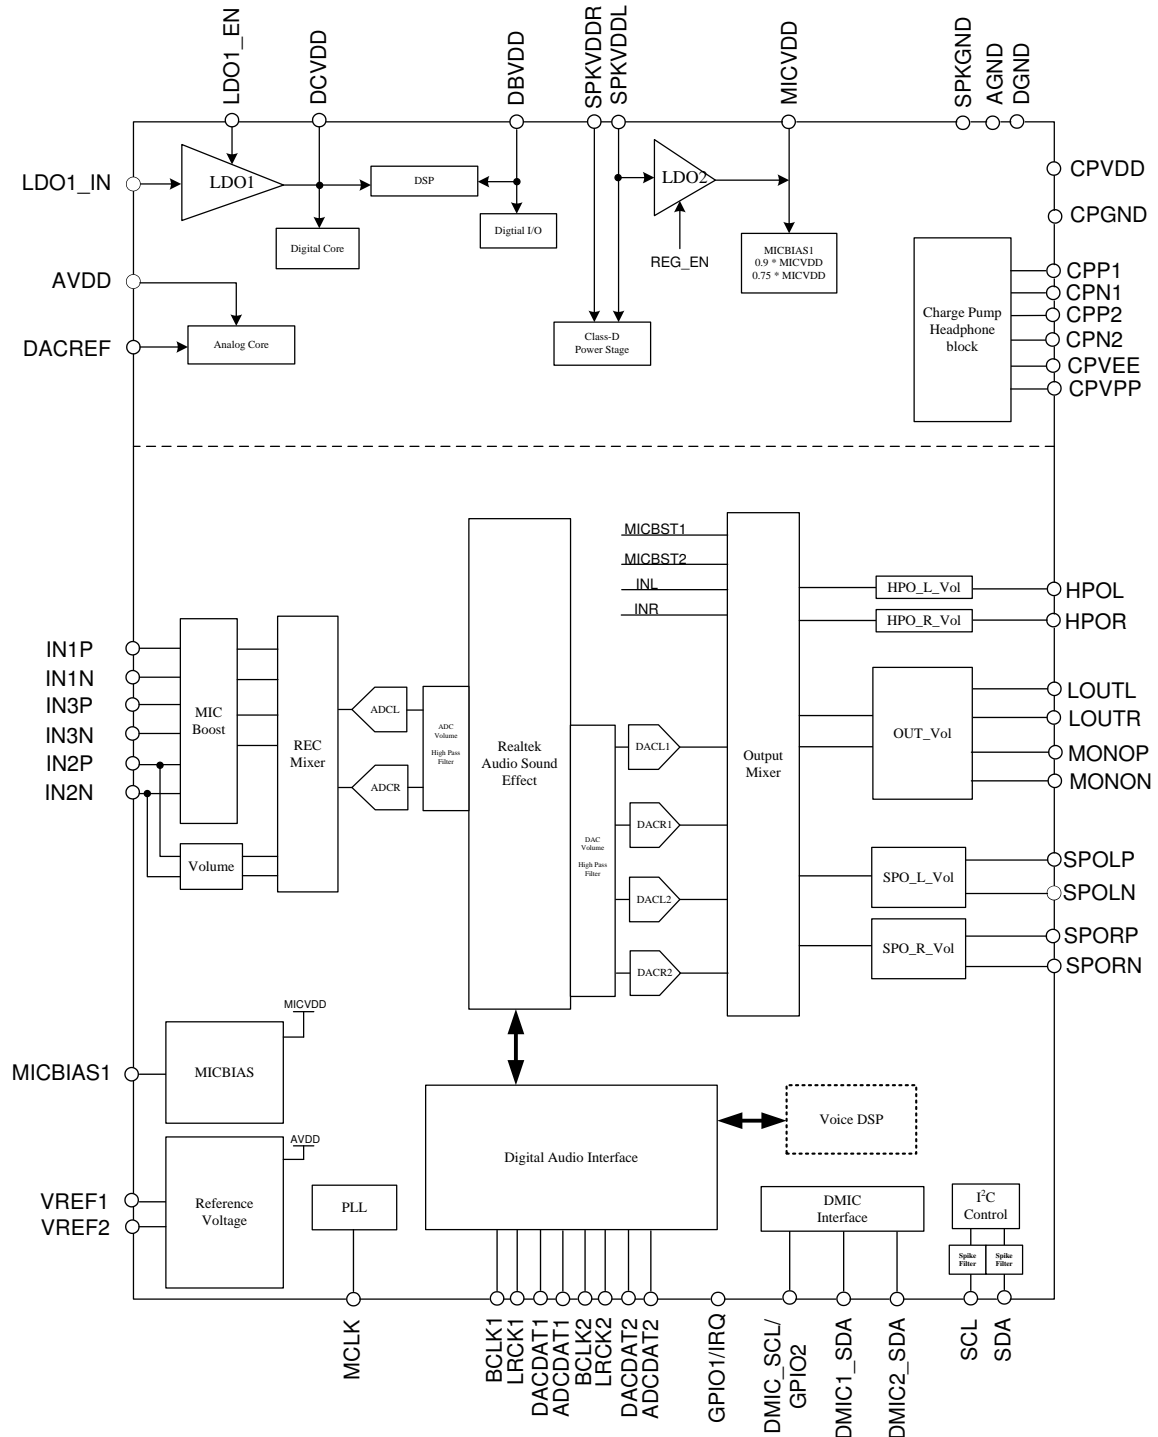 LDO1_EN
DCVDD
DBVDD
SPKVDDR
SPKVDDL
MICVDD
SPKGND
AGND
DGND
LDO1_IN
LDO1
DSP
LDO2
CPVDD
Digital Core
Digtial I/O
REG_EN
MICBIAS1
0.9 * MICVDD
0.75 * MICVDD
CPGND
AVDD
DACREF
Analog Core
Class-D
Power Stage
Charge Pump
Headphone
block
CPP1
CPN1
CPP2
CPN2
CPVEE
CPVPP
MICBST1
MICBST2
INL
INR
HPO_L_Vol
HPOL
HPO_R_Vol
HPOR
IN1P
IN1N
IN3P
IN3N
IN2P
IN2N
MIC
Boost
Volume
REC
Mixer
ADCL
ADCR
ADC
Volume
High Pass
Filter
Realtek
Audio Sound
Effect
DAC
Volume
High Pass
Filter
DACL1
DACR1
DACL2
DACR2
Output
Mixer
OUT_Vol
LOUTL
LOUTR
MONOP
MONON
SPO_L_Vol
SPOLP
SPOLN
SPO_R_Vol
SPORP
SPORN
MICVDD
MICBIAS1
MICBIAS
AVDD
VREF1
VREF2
Reference
Voltage
PLL
Digital Audio Interface
Voice DSP
DMIC
Interface
I²C
Control
Spike
Filter
Spike
Filter
MCLK
BCLK1
LRCK1
DACDAT1
ADCDAT1
BCLK2
LRCK2
DACDAT2
ADCDAT2
GPIO1/IRQ
DMIC_SCL/
GPIO2
DMIC1_SDA
DMIC2_SDA
SCL
SDA